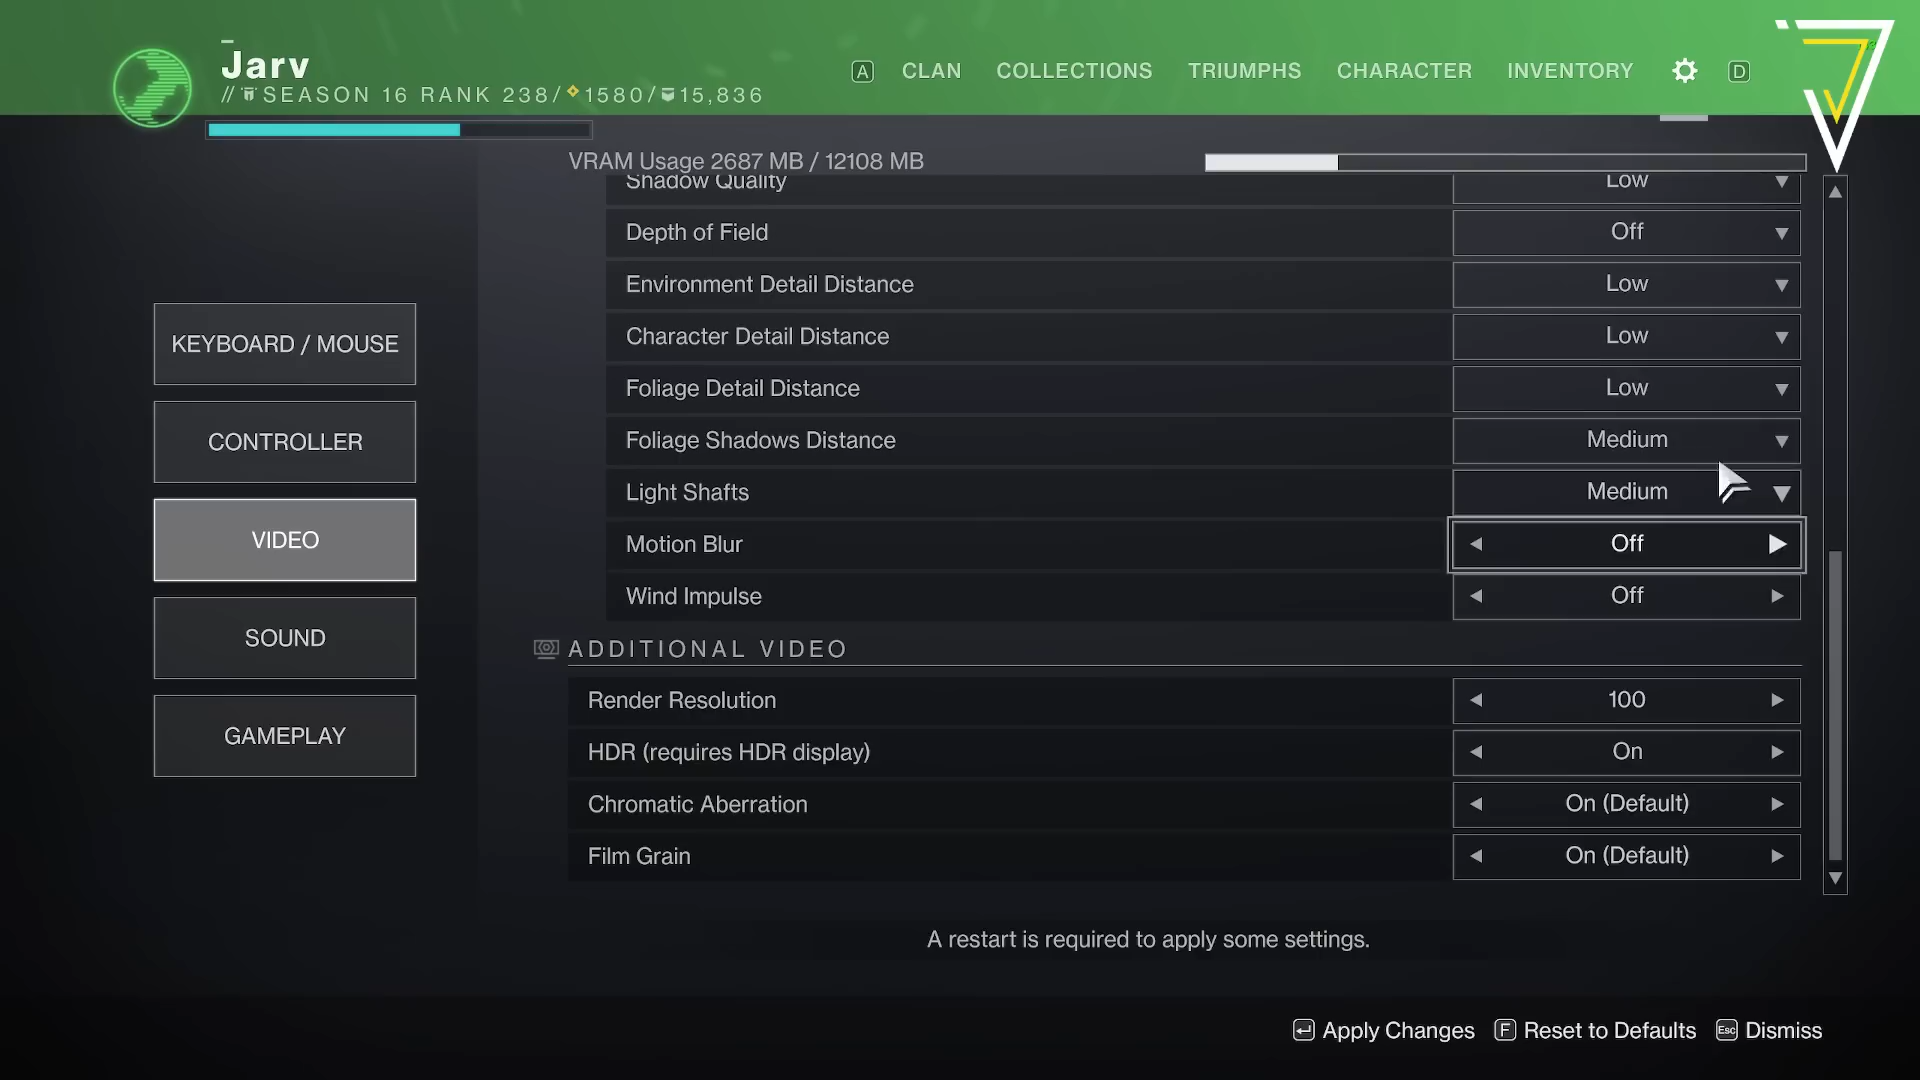 Jarv
A CLAN COLLECTIONS TRIUMPHS CHARACTER INVENTORY D
// SEASON 16 RANK 238/1580/15,836
VRAM Usage 2687 MB / 12108 MB
Shadow Quality Low
Depth of Field Off
Environment Detail Distance Low
Character Detail Distance Low
Foliage Detail Distance Low
Foliage Shadows Distance Medium
Light Shafts Medium
Motion Blur Off
Wind Impulse Off
KEYBOARD / MOUSE
CONTROLLER
VIDEO
SOUND
GAMEPLAY
ADDITIONAL VIDEO
Render Resolution 100
HDR (requires HDR display) On
Chromatic Aberration On (Default)
Film Grain On (Default)
A restart is required to apply some settings.
Apply Changes F Reset to Defaults Esc Dismiss